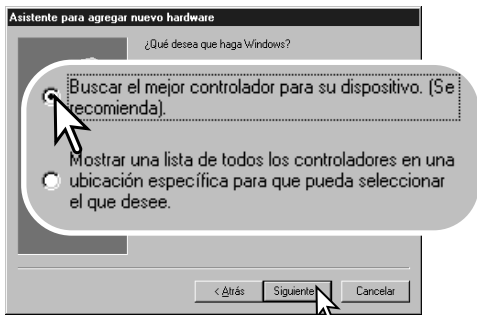 Asistente para agregar nuevo hardware
¿Qué desea que haga Windows?
Buscar el mejor controlador para su dispositivo. (Se
recomienda).
Mostrar una lista de todos los controladores en una
ubicación específica para que pueda seleccionar
el que desee.
< Atrás Siguiente Cancelar